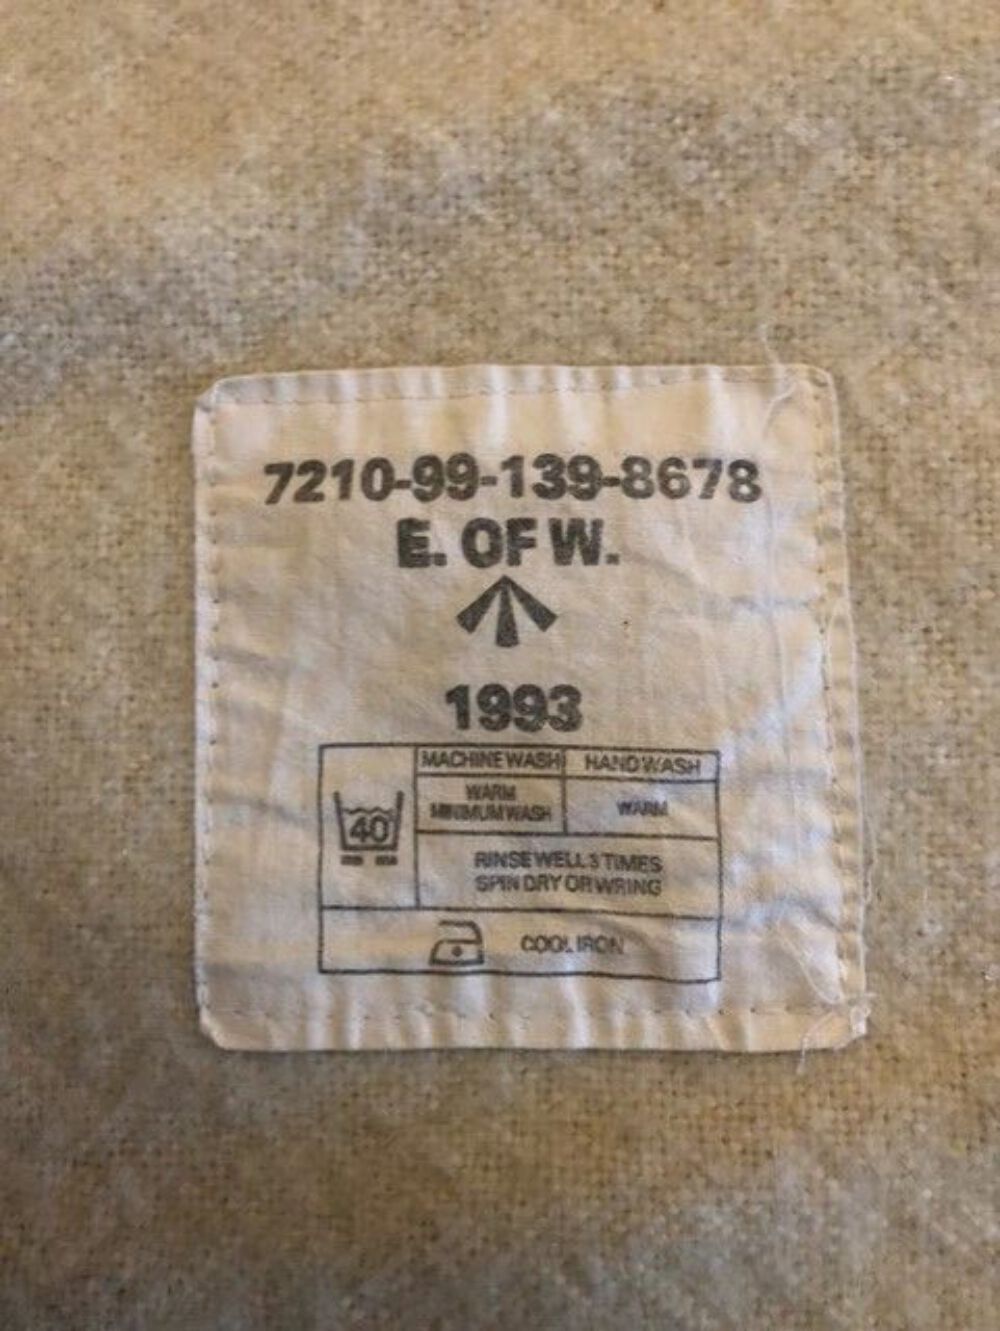 7210-99-139-8678
E. OF W.
1993
MACHINE WASH HAND WASH
WARM
MINIMUM WASH
WARM
40
RINSE WELL 3 TIMES
SPIN DRY OR WRING
COOL IRON